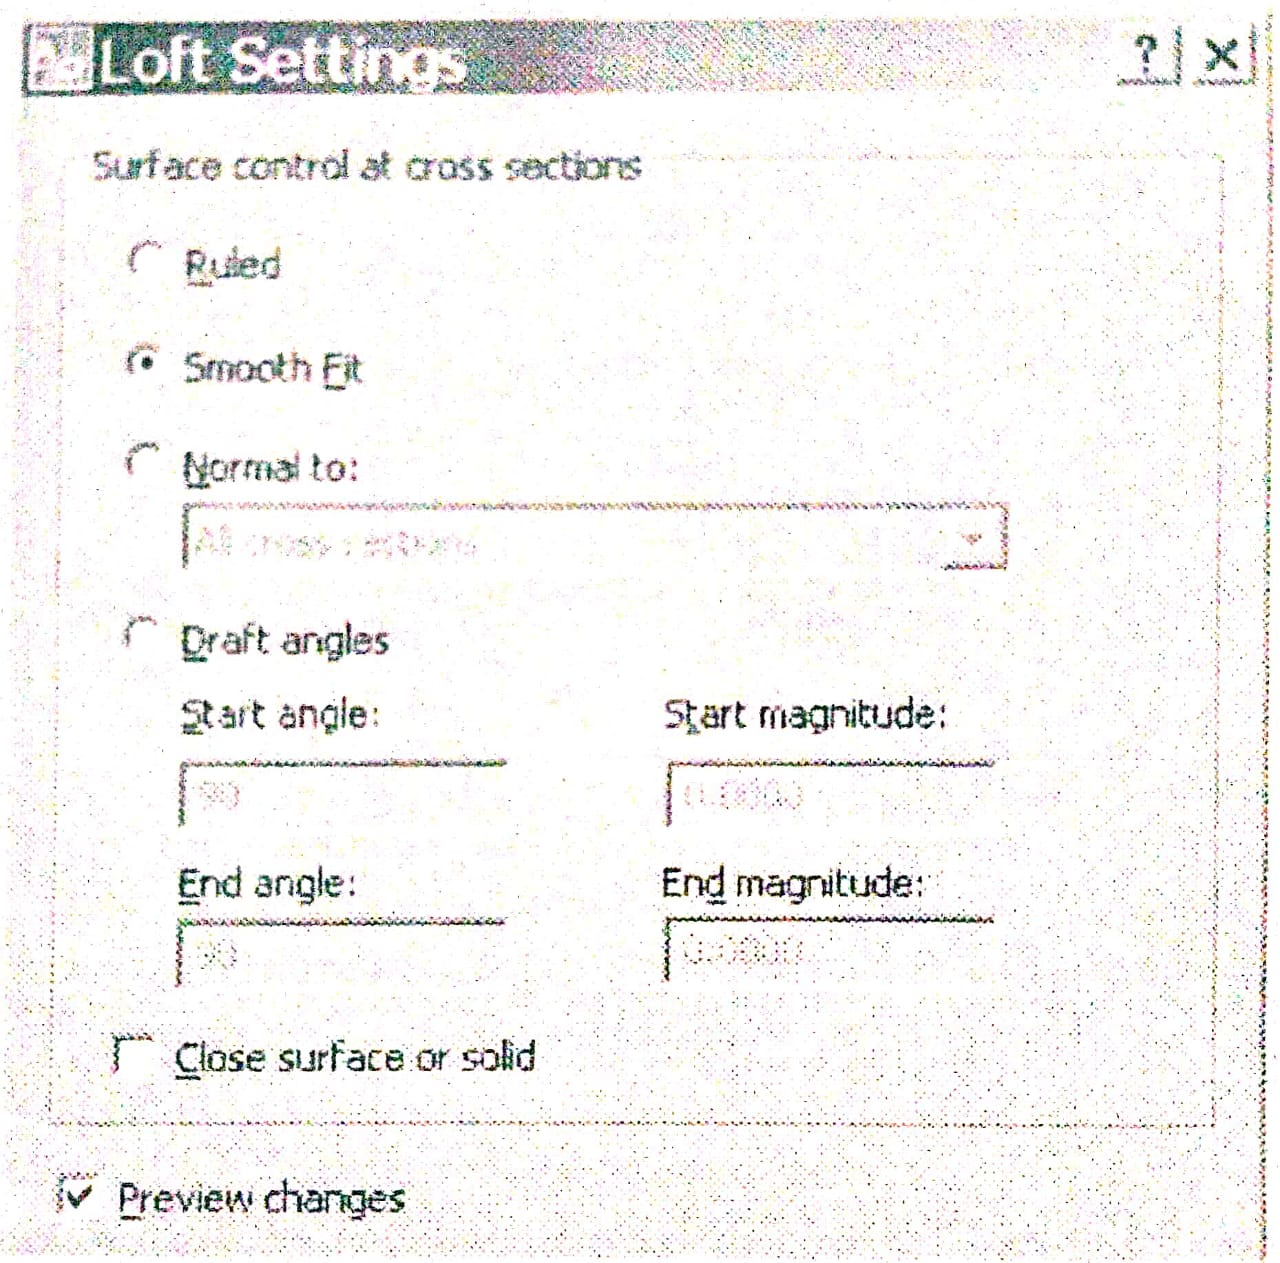 Loft Settings
Surface control at cross sections
Ruled
Smooth Fit
Normal to:
All cross sections
Draft angles
Start angle: Start magnitude:
90 0.0000
End angle: End magnitude:
90 0.0000
Close surface or solid
Preview changes